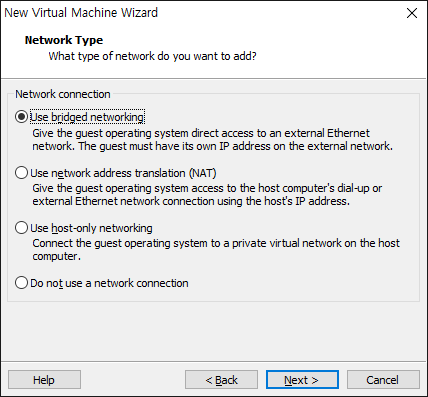 New Virtual Machine Wizard
Network Type
What type of network do you want to add?
Network connection
Use bridged networking
Give the guest operating system direct access to an external Ethernet
network. The guest must have its own IP address on the external network.
Use network address translation (NAT)
Give the guest operating system access to the host computer's dial-up or
external Ethernet network connection using the host's IP address.
Use host-only networking
Connect the guest operating system to a private virtual network on the host
computer.
Do not use a network connection
Help
< Back
Next >
Cancel